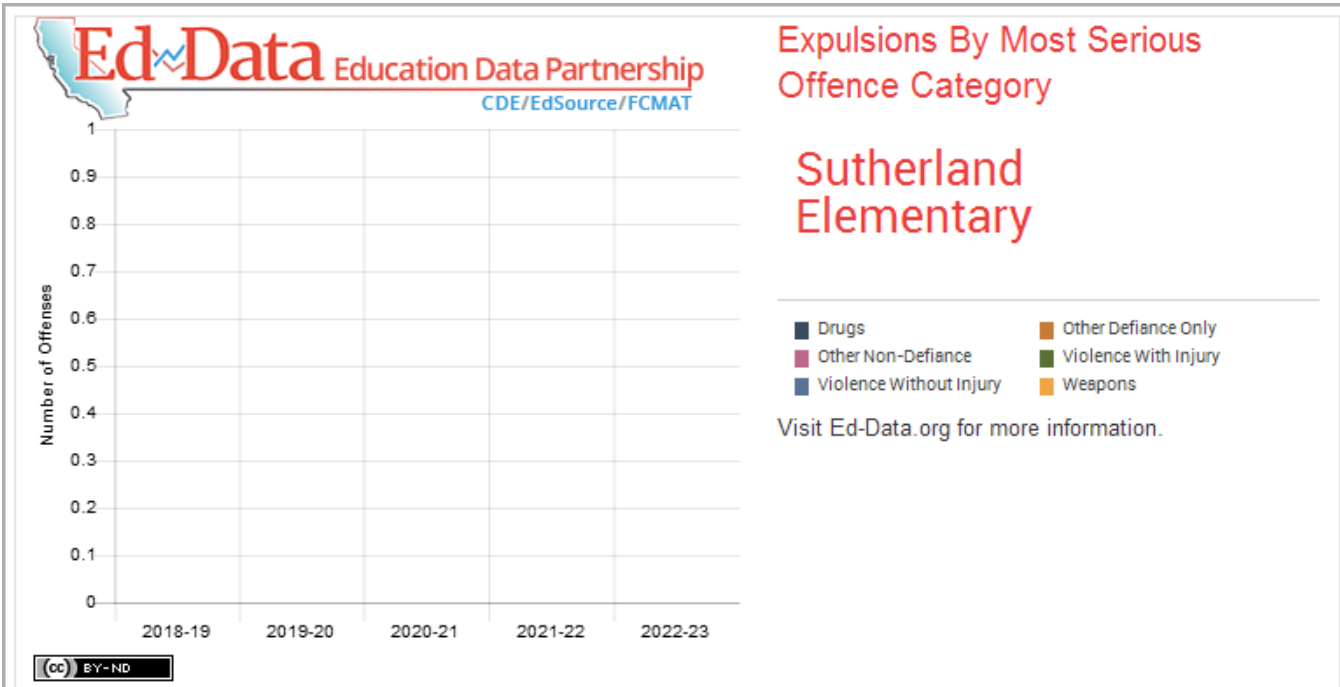 Ed Data Education Data Partnership
CDE/EdSource/FCMAT
Expulsions By Most Serious
Offence Category
Sutherland
Elementary
Number of Offenses
1
0.9
0.8
0.7
0.6
0.5
0.4
0.3
0.2
0.1
0
2018-19 2019-20 2020-21 2021-22 2022-23
Drugs Other Defiance Only
Other Non-Defiance Violence With Injury
Violence Without Injury Weapons
Visit Ed-Data.org for more information.
(cc) BY-ND